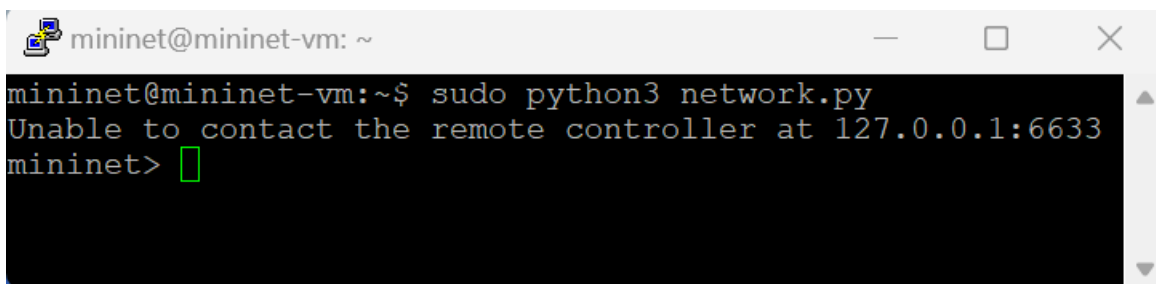 mininet@mininet-vm: ~
mininet@mininet-vm:~$ sudo python3 network.py
Unable to contact the remote controller at 127.0.0.1:6633
mininet>